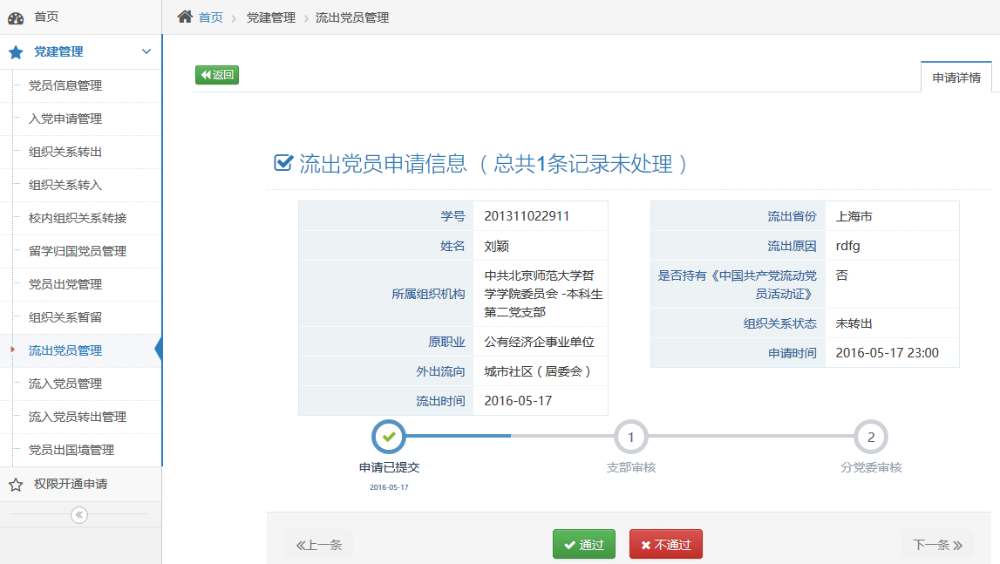 首页
党建管理
党员信息管理
入党申请管理
组织关系转出
组织关系转入
校内组织关系转接
留学归国党员管理
党员出党管理
组织关系暂留
流出党员管理
流入党员管理
流入党员转出管理
党员出国境管理
权限开通申请
首页 > 党建管理 > 流出党员管理
返回
申请详情
流出党员申请信息（总共1条记录未处理）
学号 201311022911
姓名 刘颖
所属组织机构 中共北京师范大学哲
学学院委员会 -本科生
第二党支部
原职业 公有经济企事业单位
外出流向 城市社区（居委会）
流出时间 2016-05-17
流出省份 上海市
流出原因 rdfg
是否持有《中国共产党流动党 否
员活动证》
组织关系状态 未转出
申请时间 2016-05-17 23:00
1
2
申请已提交
支部审核
分党委审核
2016-05-17
上一条
通过
不通过
下一条